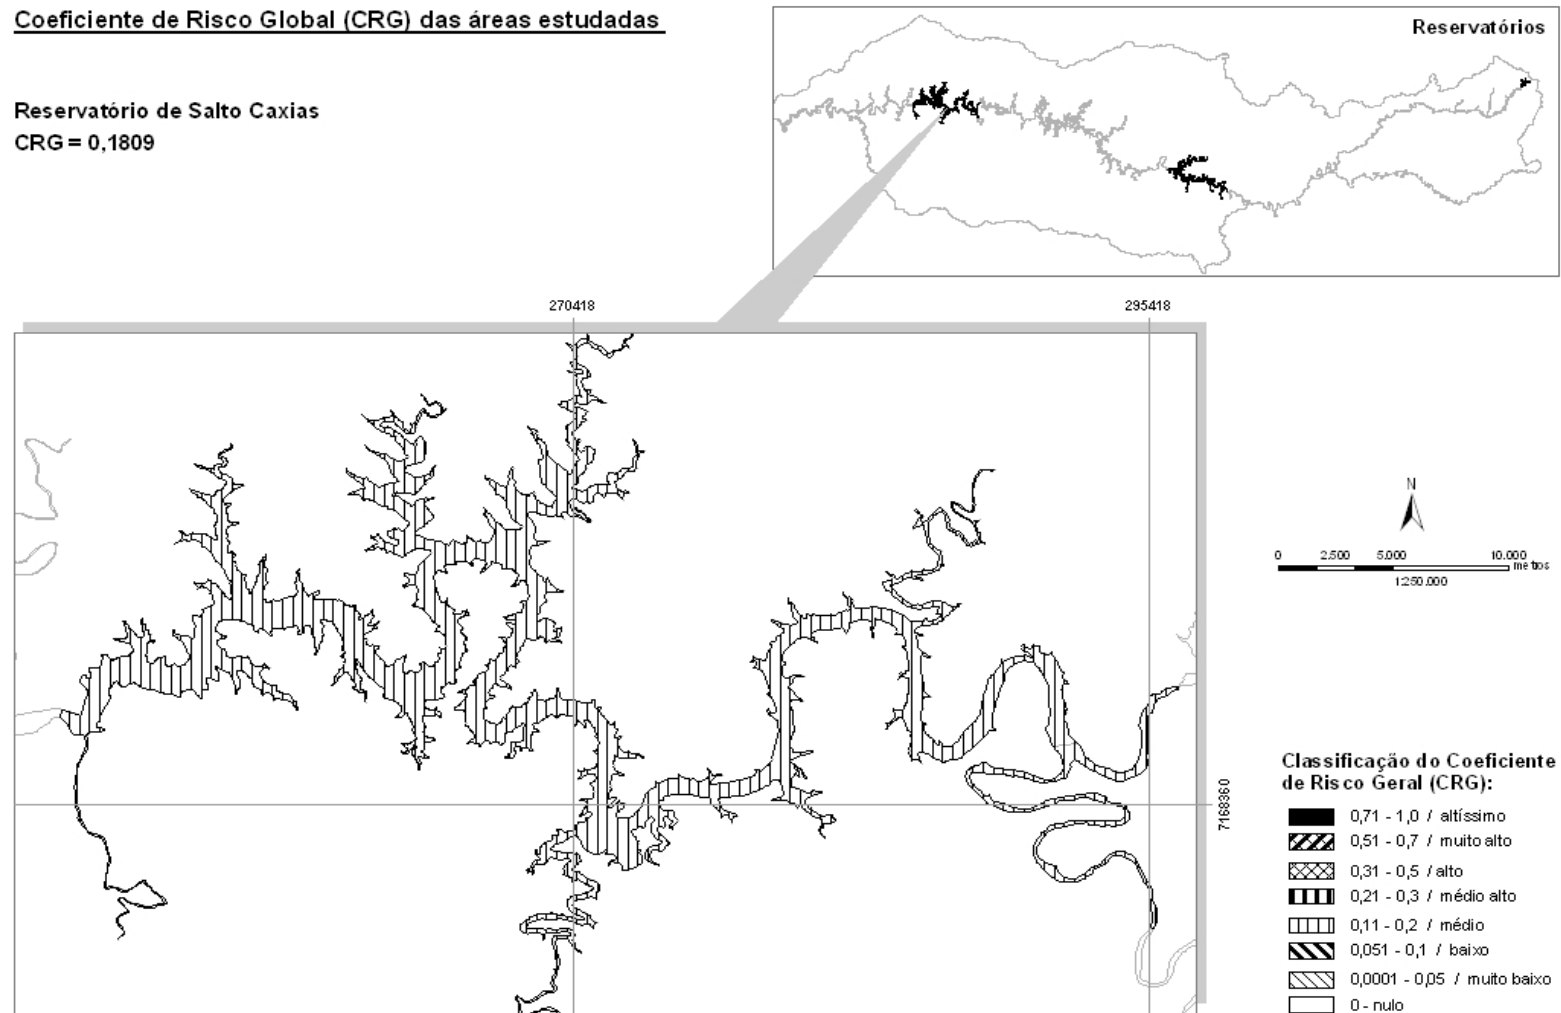 Coeficiente de Risco Global (CRG) das áreas estudadas
Reservatórios
Reservatório de Salto Caxias
CRG = 0,1809
270418
295418
N
0 2.500 5.000 10.000
metros
1:250.000
7168360
Classificação do Coeficiente
de Risco Geral (CRG):
0,71 - 1,0 / altíssimo
0,51 - 0,7 / muito alto
0,31 - 0,5 / alto
0,21 - 0,3 / médio alto
0,11 - 0,2 / médio
0,051 - 0,1 / baixo
0,0001 - 0,05 / muito baixo
0 - nulo